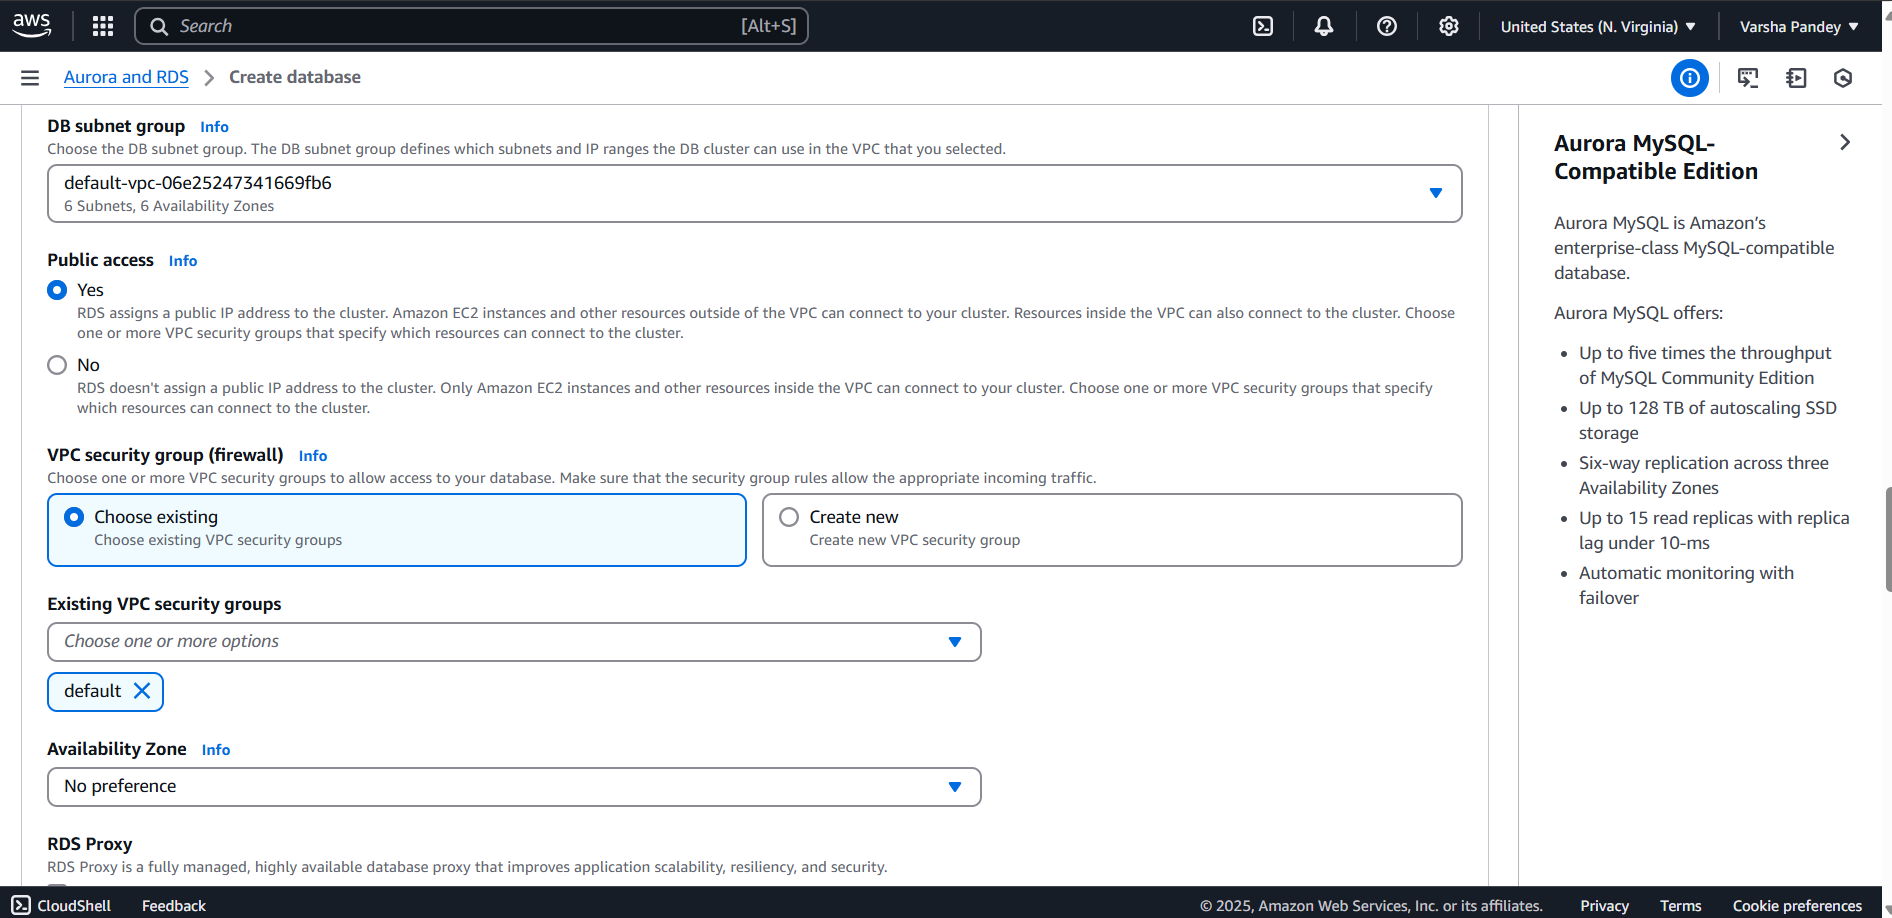 aws
Search [Alt+S]
United States (N. Virginia)
Varsha Pandey
Aurora and RDS > Create database
DB subnet group Info
Choose the DB subnet group. The DB subnet group defines which subnets and IP ranges the DB cluster can use in the VPC that you selected.
default-vpc-06e25247341669fb6
6 Subnets, 6 Availability Zones
Public access Info
Yes
RDS assigns a public IP address to the cluster. Amazon EC2 instances and other resources outside of the VPC can connect to your cluster. Resources inside the VPC can also connect to the cluster. Choose
one or more VPC security groups that specify which resources can connect to the cluster.
No
RDS doesn't assign a public IP address to the cluster. Only Amazon EC2 instances and other resources inside the VPC can connect to your cluster. Choose one or more VPC security groups that specify
which resources can connect to the cluster.
VPC security group (firewall) Info
Choose one or more VPC security groups to allow access to your database. Make sure that the security group rules allow the appropriate incoming traffic.
Choose existing
Choose existing VPC security groups
Create new
Create new VPC security group
Existing VPC security groups
Choose one or more options
default
Availability Zone Info
No preference
RDS Proxy
RDS Proxy is a fully managed, highly available database proxy that improves application scalability, resiliency, and security.
Aurora MySQL-
Compatible Edition
Aurora MySQL is Amazon’s
enterprise-class MySQL-compatible
database.
Aurora MySQL offers:
• Up to five times the throughput
of MySQL Community Edition
• Up to 128 TB of autoscaling SSD
storage
• Six-way replication across three
Availability Zones
• Up to 15 read replicas with replica
lag under 10-ms
• Automatic monitoring with
failover
CloudShell Feedback
© 2025, Amazon Web Services, Inc. or its affiliates. Privacy Terms Cookie preferences